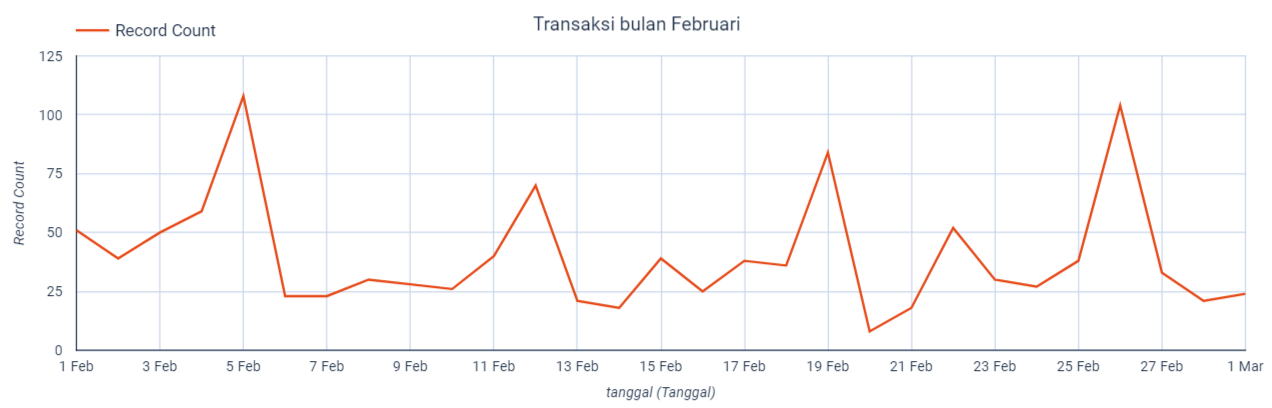 Transaksi bulan Februari
Record Count
125
100
75
50
25
0
Record Count
1 Feb 3 Feb 5 Feb 7 Feb 9 Feb 11 Feb 13 Feb 15 Feb 17 Feb 19 Feb 21 Feb 23 Feb 25 Feb 27 Feb 1 Mar
tanggal (Tanggal)